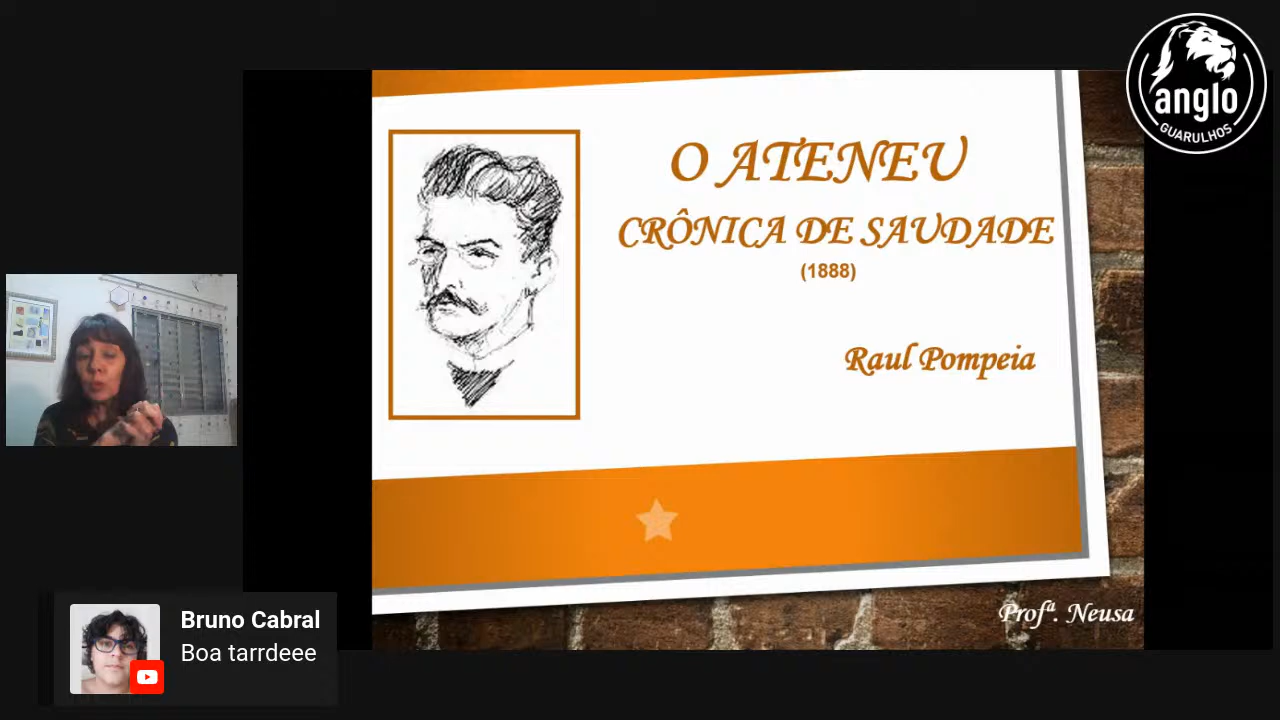 anglo
GUARULHOS
O ATENEU
CRÔNICA DE SAUDADE
(1888)
Raul Pompeia
Profª. Neusa
Bruno Cabral
Boa tarrdeee